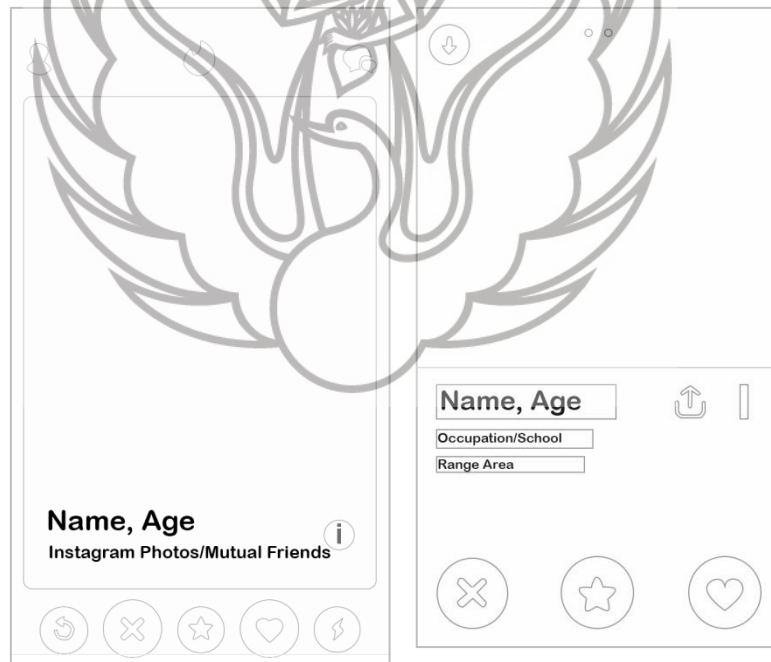 Name, Age
Instagram Photos/Mutual Friends
i
Name, Age
Occupation/School
Range Area